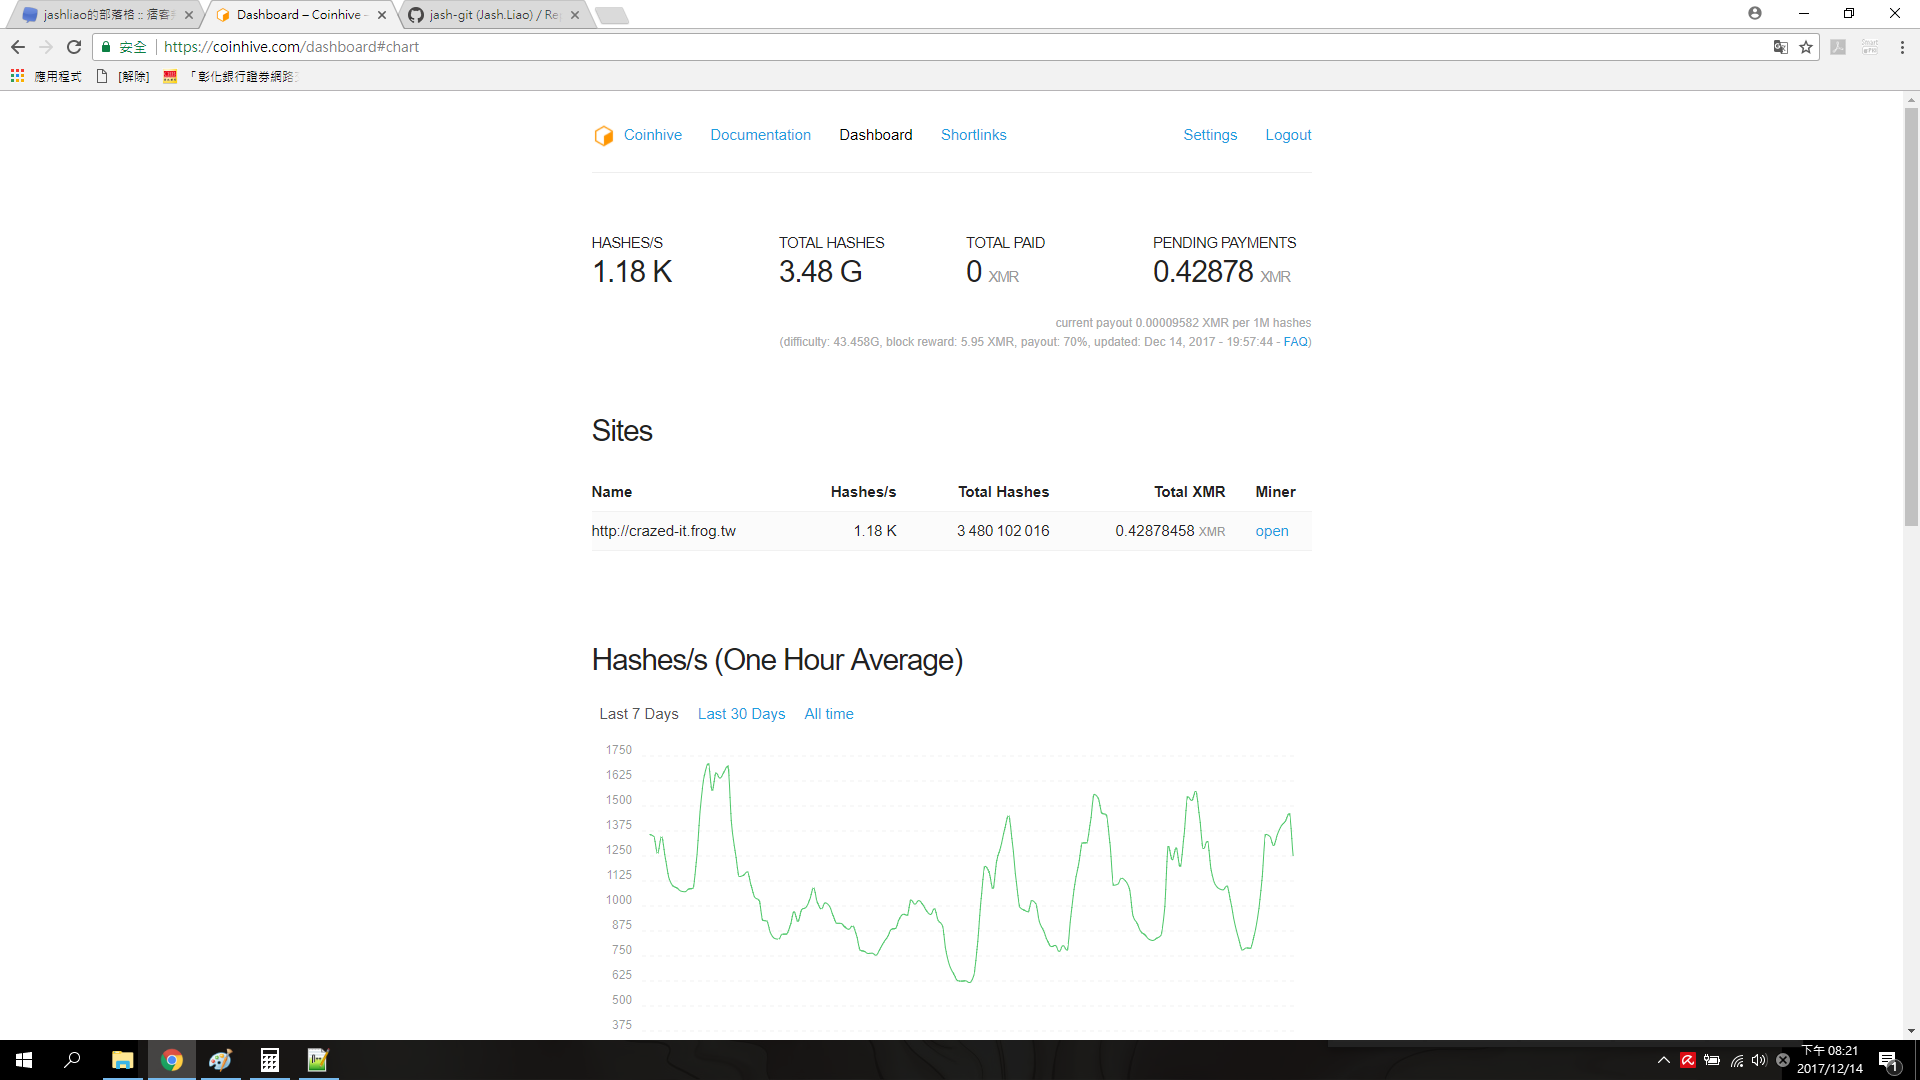 jashliao的部落格 :: 痞客
Dashboard – Coinhive -
jash-git (Jash.Liao) / Rep
安全 https://coinhive.com/dashboard#chart
應用程式 [解除] 「彰化銀行證券網路
Coinhive Documentation Dashboard Shortlinks Settings Logout
HASHES/S TOTAL HASHES TOTAL PAID PENDING PAYMENTS
1.18 K 3.48 G 0 XMR 0.42878 XMR
current payout 0.00009582 XMR per 1M hashes
(difficulty: 43.458G, block reward: 5.95 XMR, payout: 70%, updated: Dec 14, 2017 - 19:57:44 - FAQ)
Sites
Name Hashes/s Total Hashes Total XMR Miner
http://crazed-it.frog.tw 1.18 K 3 480 102 016 0.42878458 XMR open
Hashes/s (One Hour Average)
Last 7 Days Last 30 Days All time
1750
1625
1500
1375
1250
1125
1000
875
750
625
500
375
下午 08:21
2017/12/14
1